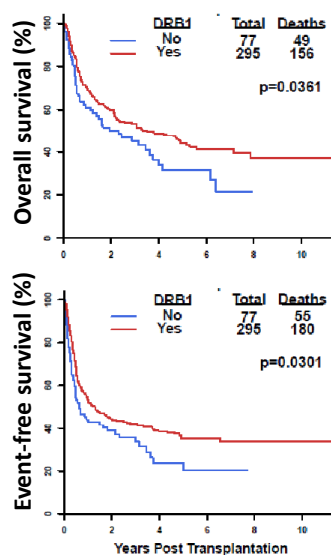 DRB1 Total Deaths
No 77 49
Yes 295 156
p=0.0361
Overall survival (%)
100
80
60
40
20
0
0 2 4 6 8 10
DRB1 Total Deaths
No 77 55
Yes 295 180
p=0.0301
Event-free survival (%)
100
80
60
40
20
0
0 2 4 6 8 10
Years Post Transplantation